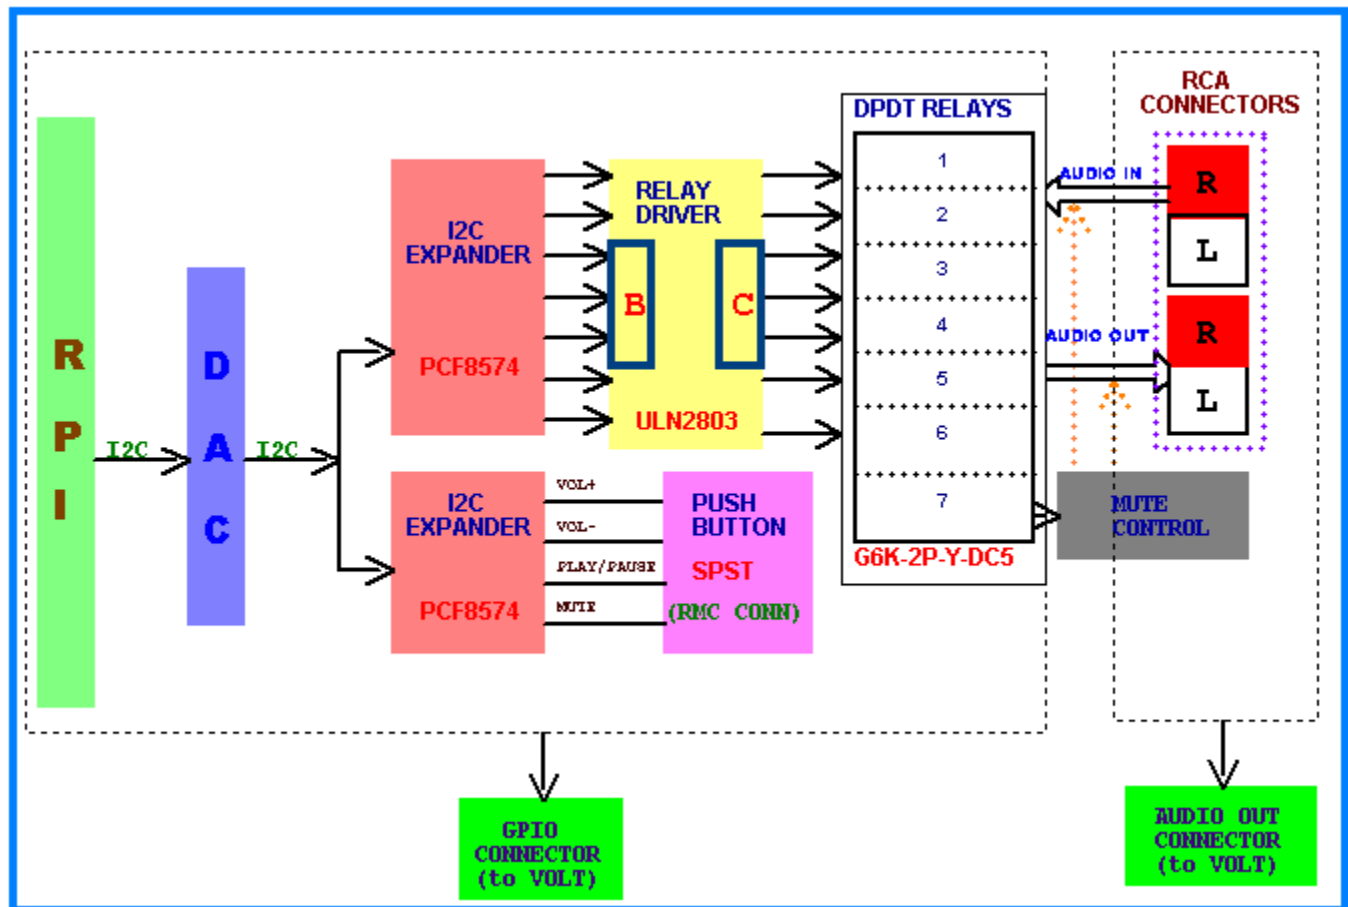 RPI
I2C
DAC
I2C
I2C
EXPANDER
PCF8574
RELAY
DRIVER
B
C
ULN2803
I2C
EXPANDER
PCF8574
VOL+
VOL-
PLAY/PAUSE
MUTE
PUSH
BUTTON
SPST
(RMC CONN)
DPDT RELAYS
1
2
3
4
5
6
7
G6K-2P-Y-DC5
AUDIO IN
AUDIO OUT
RCA
CONNECTORS
R
L
R
L
MUTE
CONTROL
GPIO
CONNECTOR
(to VOLT)
AUDIO OUT
CONNECTOR
(to VOLT)